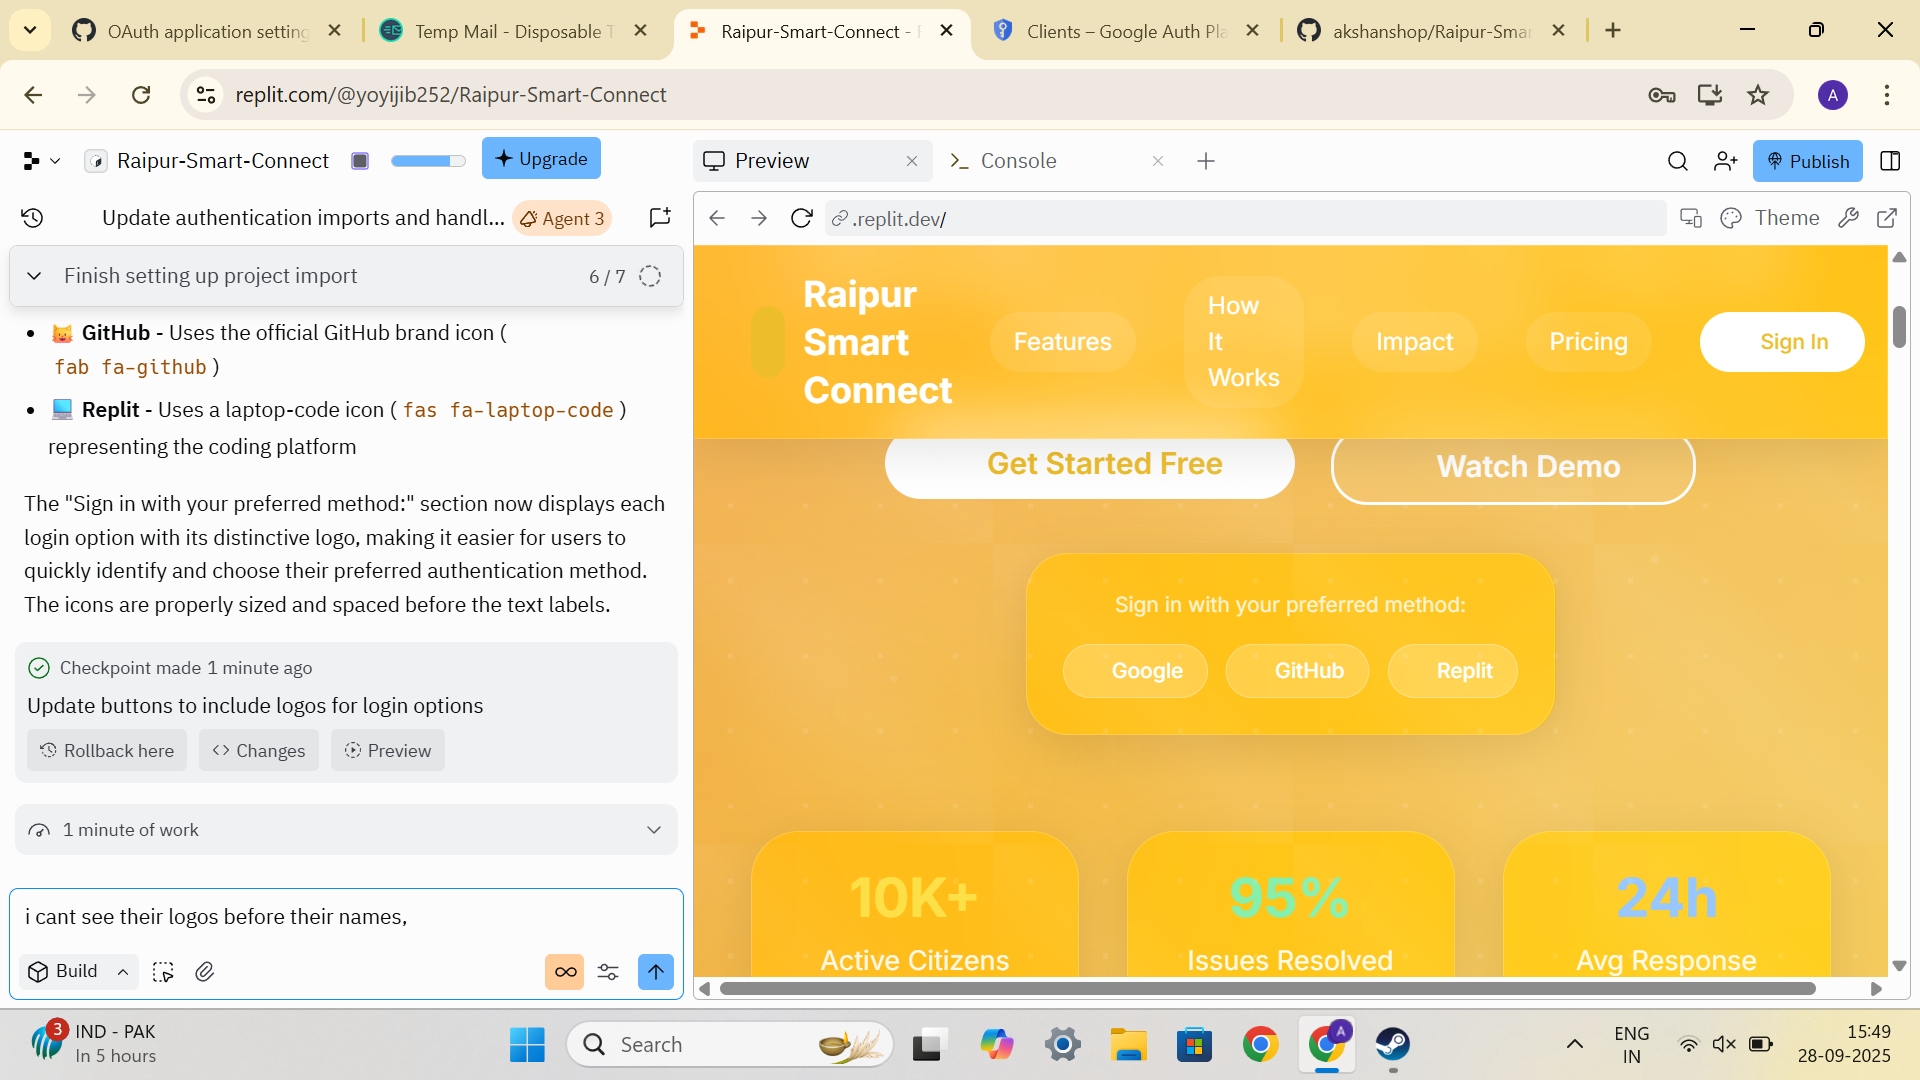 OAuth application setting
Temp Mail - Disposable T
Raipur-Smart-Connect - R
Clients – Google Auth Pla
akshanshop/Raipur-Smar
replit.com/@yoyijib252/Raipur-Smart-Connect
A
Raipur-Smart-Connect
Upgrade
Preview
Console
Publish
Update authentication imports and handl...
Agent 3
.replit.dev/
Theme
Finish setting up project import
6 / 7
GitHub - Uses the official GitHub brand icon (
fab fa-github )
Replit - Uses a laptop-code icon ( fas fa-laptop-code )
representing the coding platform
The "Sign in with your preferred method:" section now displays each
login option with its distinctive logo, making it easier for users to
quickly identify and choose their preferred authentication method.
The icons are properly sized and spaced before the text labels.
Checkpoint made 1 minute ago
Update buttons to include logos for login options
Rollback here
Changes
Preview
1 minute of work
i cant see their logos before their names,
Build
Raipur
Smart
Connect
Features
How
It
Works
Impact
Pricing
Sign In
Get Started Free
Watch Demo
Sign in with your preferred method:
Google
GitHub
Replit
10K+
Active Citizens
95%
Issues Resolved
24h
Avg Response
3
IND - PAK
In 5 hours
Search
A
ENG
IN
15:49
28-09-2025